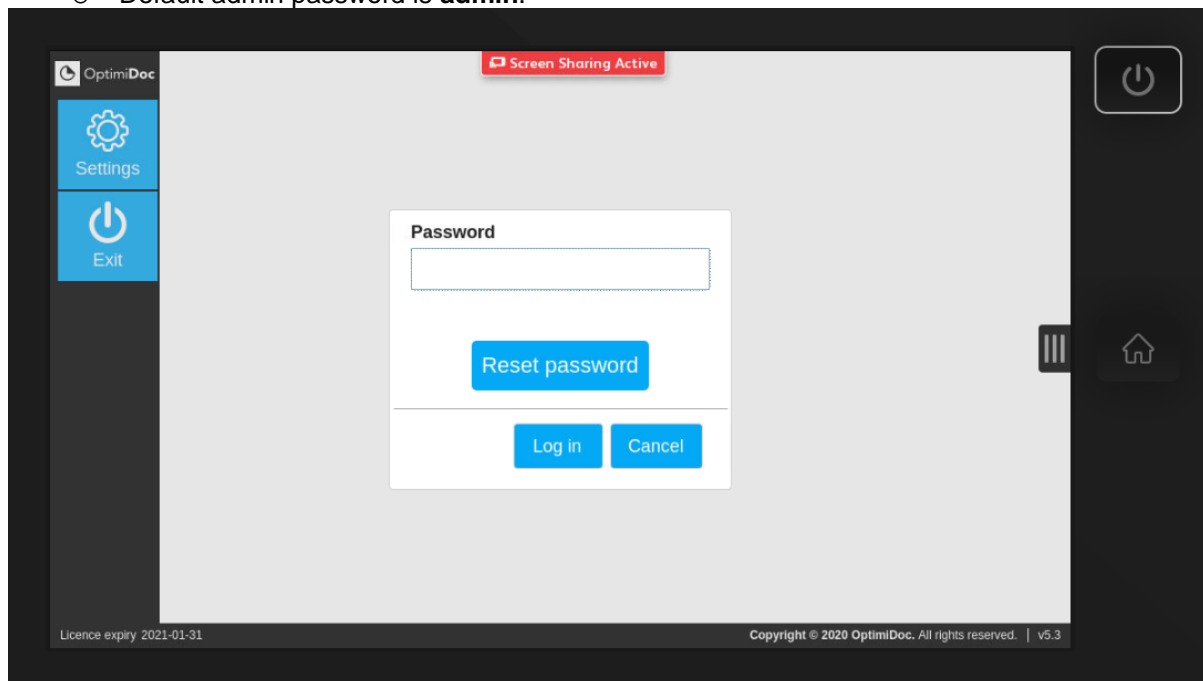 Default admin password is admin.
OptimiDoc
Screen Sharing Active
Settings
Exit
Password
Reset password
Log in
Cancel
Licence expiry 2021-01-31
Copyright © 2020 OptimiDoc. All rights reserved. | v5.3